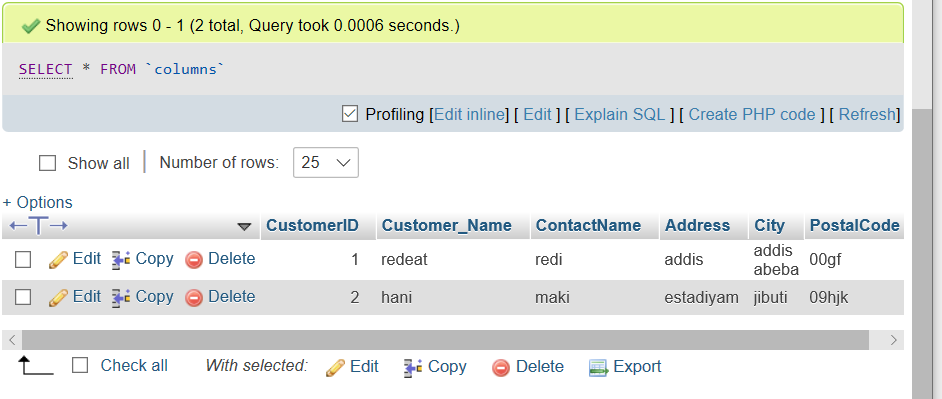 Showing rows 0 - 1 (2 total, Query took 0.0006 seconds.)
SELECT * FROM `columns`
Profiling [Edit inline] [ Edit ] [ Explain SQL ] [ Create PHP code ] [ Refresh]
Show all Number of rows: 25
+ Options
CustomerID Customer_Name ContactName Address City PostalCode
Edit Copy Delete 1 redeat redi addis addis abeba 00gf
Edit Copy Delete 2 hani maki estadiyam jibuti 09hjk
Check all With selected: Edit Copy Delete Export